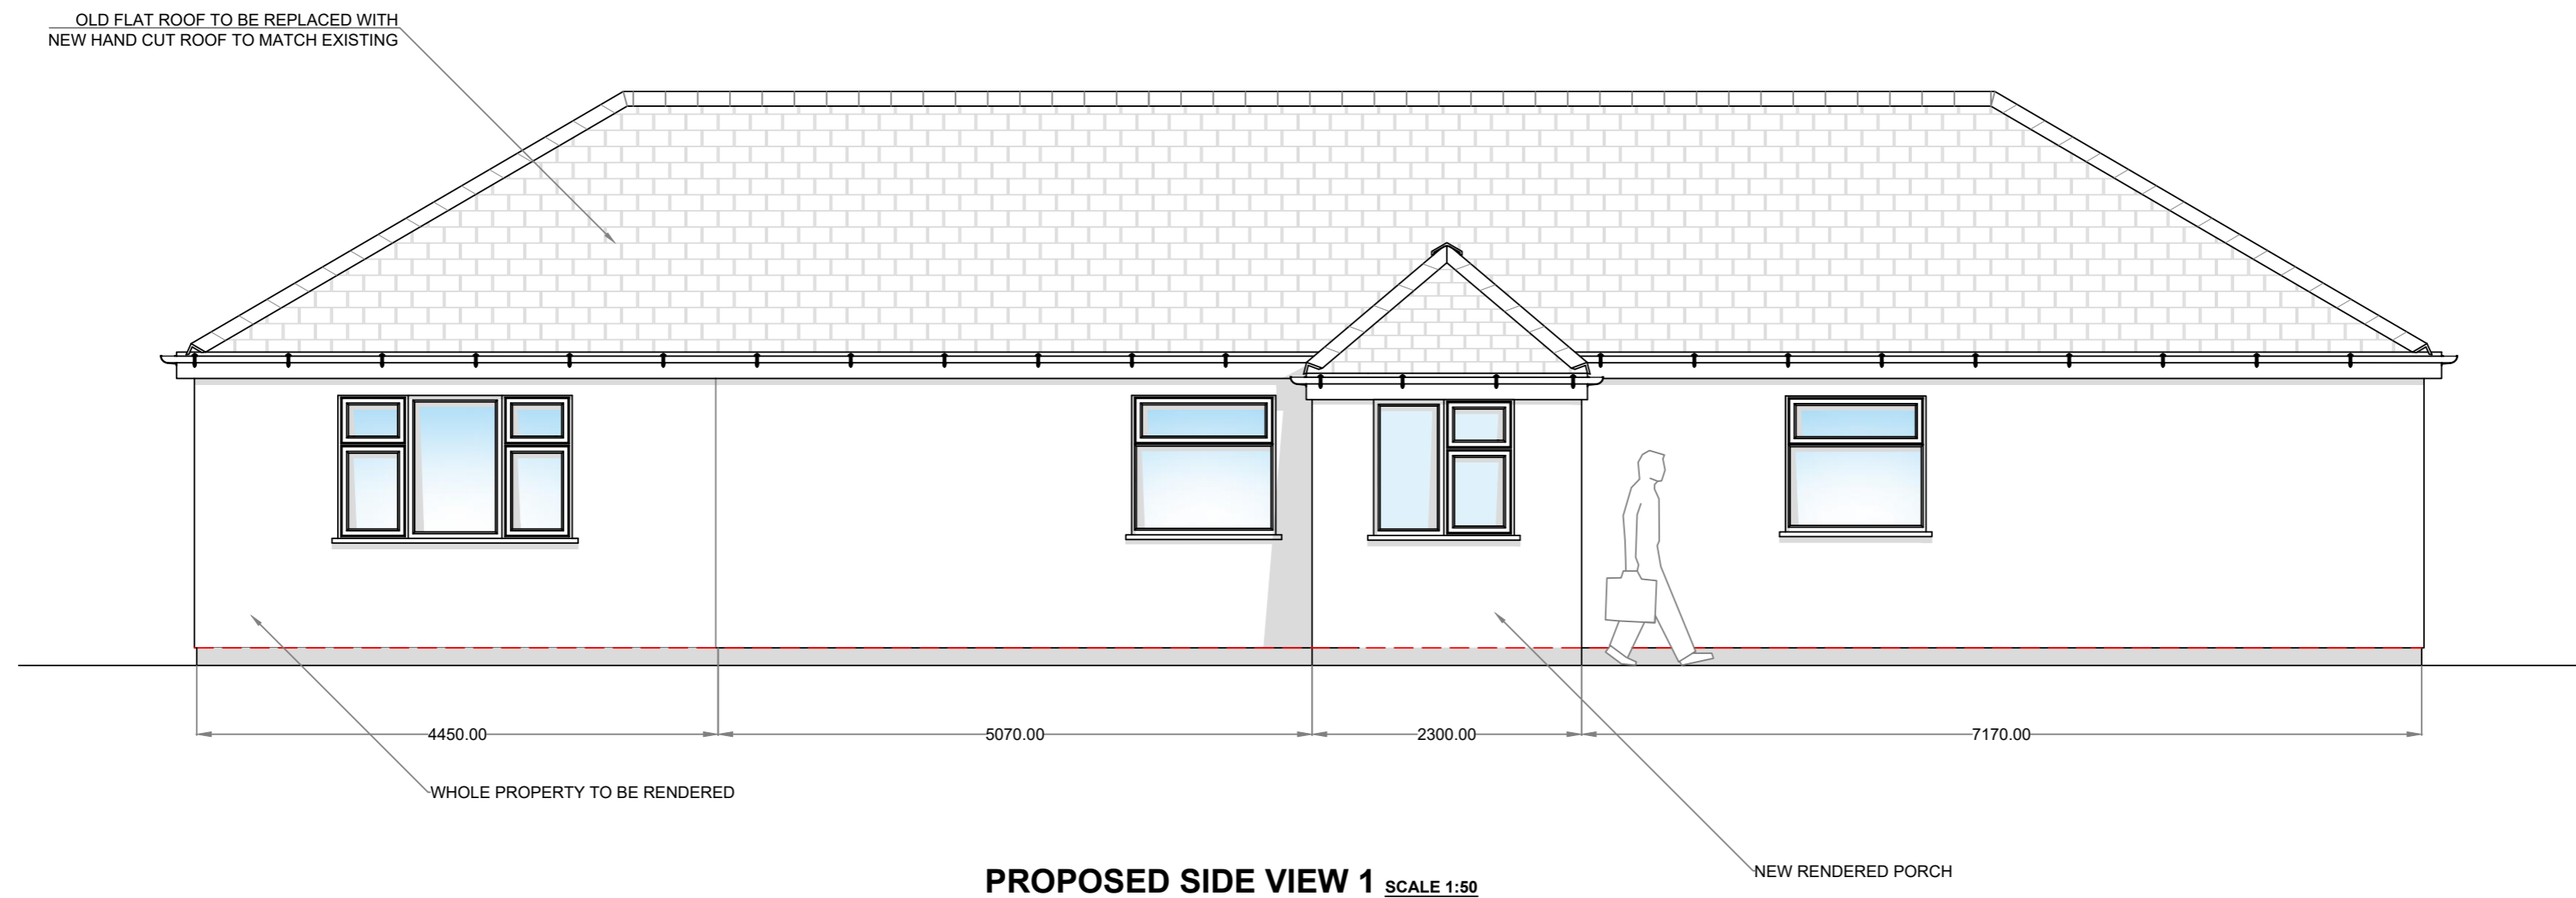 OLD FLAT ROOF TO BE REPLACED WITH
NEW HAND CUT ROOF TO MATCH EXISTING
4450.00
5070.00
2300.00
7170.00
WHOLE PROPERTY TO BE RENDERED
NEW RENDERED PORCH
PROPOSED SIDE VIEW 1 SCALE 1:50